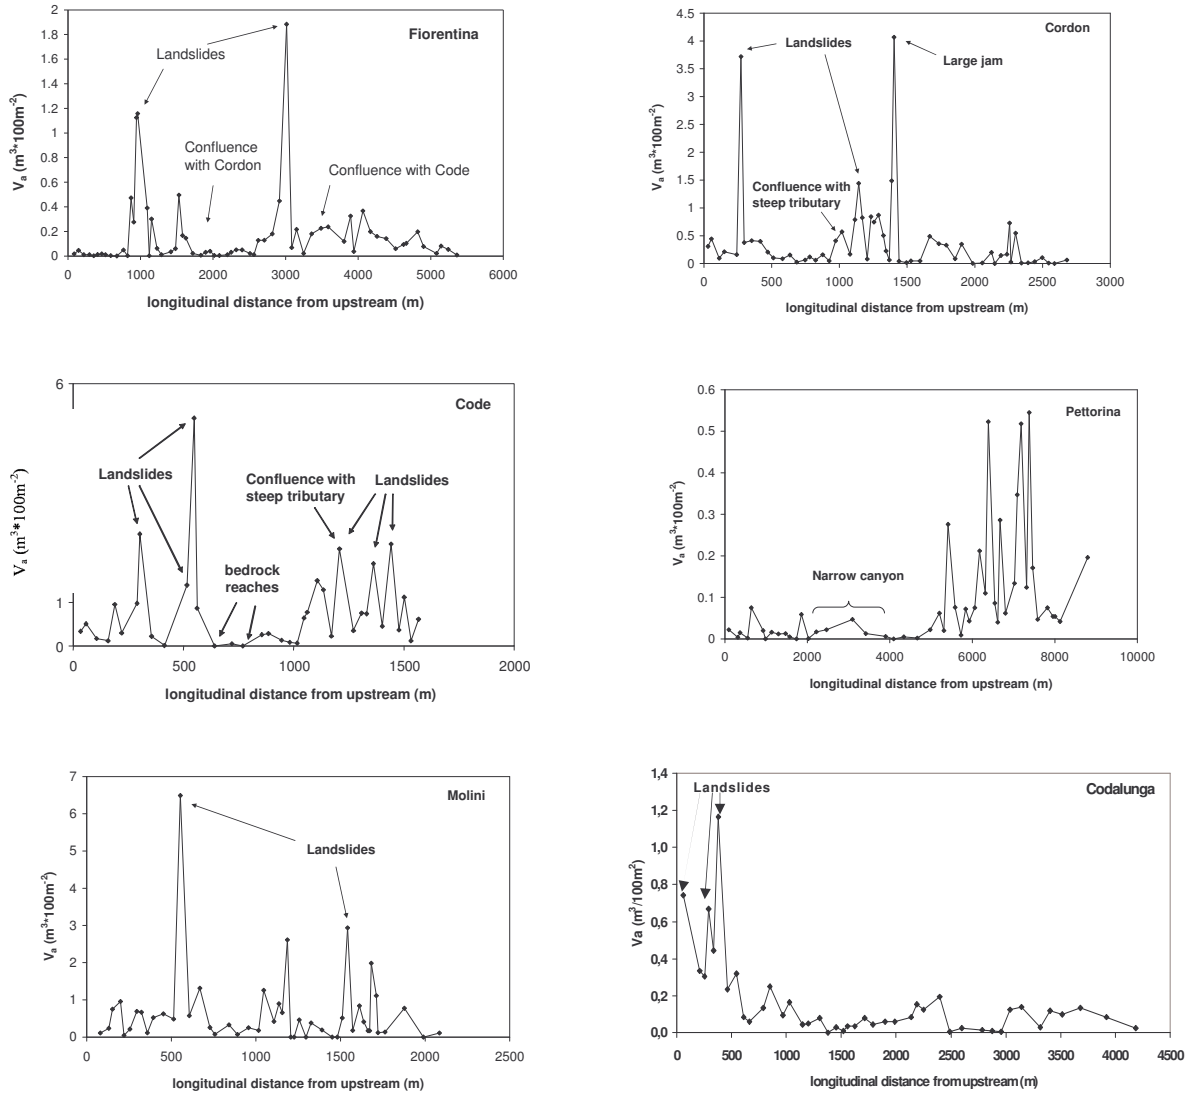 2
1.8
1.6
1.4
1.2
1
0.8
0.6
0.4
0.2
0
Fiorentina
Landslides
Confluence
with Cordon
Confluence with Code
V a (m3*100m-2)
0 1000 2000 3000 4000 5000 6000
longitudinal distance from upstream (m)
4.5
4
3.5
3
2.5
2
1.5
1
0.5
0
Cordon
Landslides
Large jam
Confluence with
steep tributary
V a (m3*100m-2)
0 500 1000 1500 2000 2500 3000
longitudinal distance from upstream (m)
6
1
0
Code
Landslides
Confluence with
steep tributary
Landslides
bedrock
reaches
V a (m3*100m-2)
0 500 1000 1500 2000
longitudinal distance from upstream (m)
0.6
0.5
0.4
0.3
0.2
0.1
0
Pettorina
Narrow canyon
V a (m3*100m-2)
0 2000 4000 6000 8000 10000
longitudinal distance from upstream (m)
7
6
5
4
3
2
1
0
Molini
Landslides
V a (m3*100m-2)
0 500 1000 1500 2000 2500
longitudinal distance from upstream (m)
1,4
1,2
1,0
0,8
0,6
0,4
0,2
0,0
Landslides
Codalunga
Va (m3/100m2)
0 500 1000 1500 2000 2500 3000 3500 4000 4500
longitudinal distance from upstream (m)